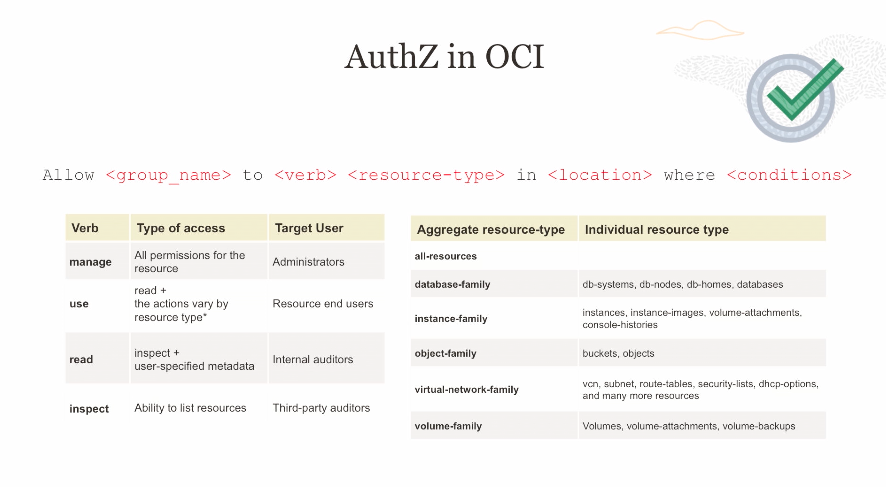 AuthZ in OCI
Allow <group_name> to <verb> <resource-type> in <location> where <conditions>
Verb Type of access Target User
manage All permissions for the
resource Administrators
use read +
the actions vary by
resource type* Resource end users
read inspect +
user-specified metadata Internal auditors
inspect Ability to list resources Third-party auditors
Aggregate resource-type Individual resource type
all-resources
database-family db-systems, db-nodes, db-homes, databases
instance-family instances, instance-images, volume-attachments,
console-histories
object-family buckets, objects
virtual-network-family vcn, subnet, route-tables, security-lists, dhcp-options,
and many more resources
volume-family Volumes, volume-attachments, volume-backups